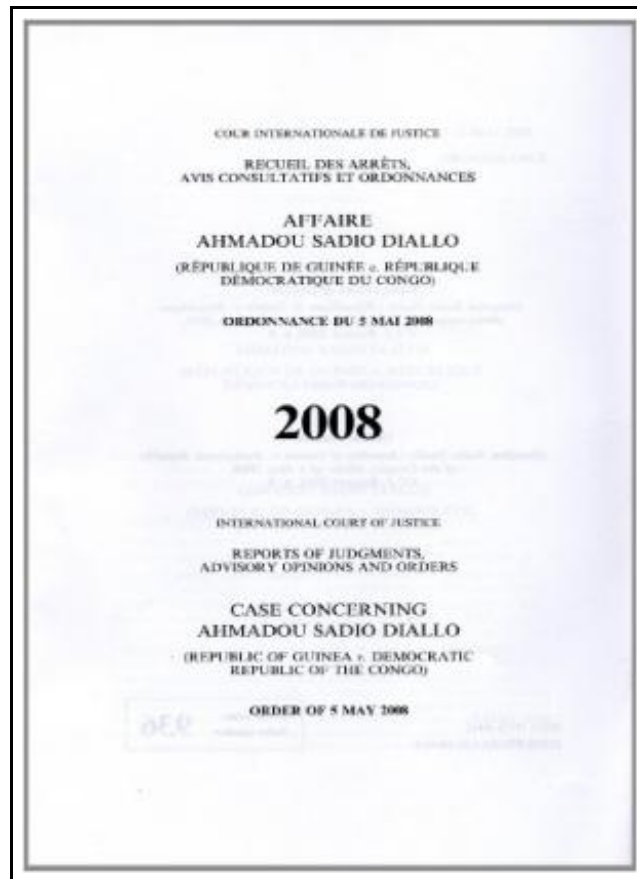 COUR INTERNATIONALE DE JUSTICE
RECUEIL DES ARRÊTS,
AVIS CONSULTATIFS ET ORDONNANCES
AFFAIRE
AHMADOU SADIO DIALLO
(RÉPUBLIQUE DE GUINÉE c. RÉPUBLIQUE
DÉMOCRATIQUE DU CONGO)
ORDONNANCE DU 5 MAI 2008
2008
INTERNATIONAL COURT OF JUSTICE
REPORTS OF JUDGMENTS,
ADVISORY OPINIONS AND ORDERS
CASE CONCERNING
AHMADOU SADIO DIALLO
(REPUBLIC OF GUINEA v. DEMOCRATIC
REPUBLIC OF THE CONGO)
ORDER OF 5 MAY 2008
936